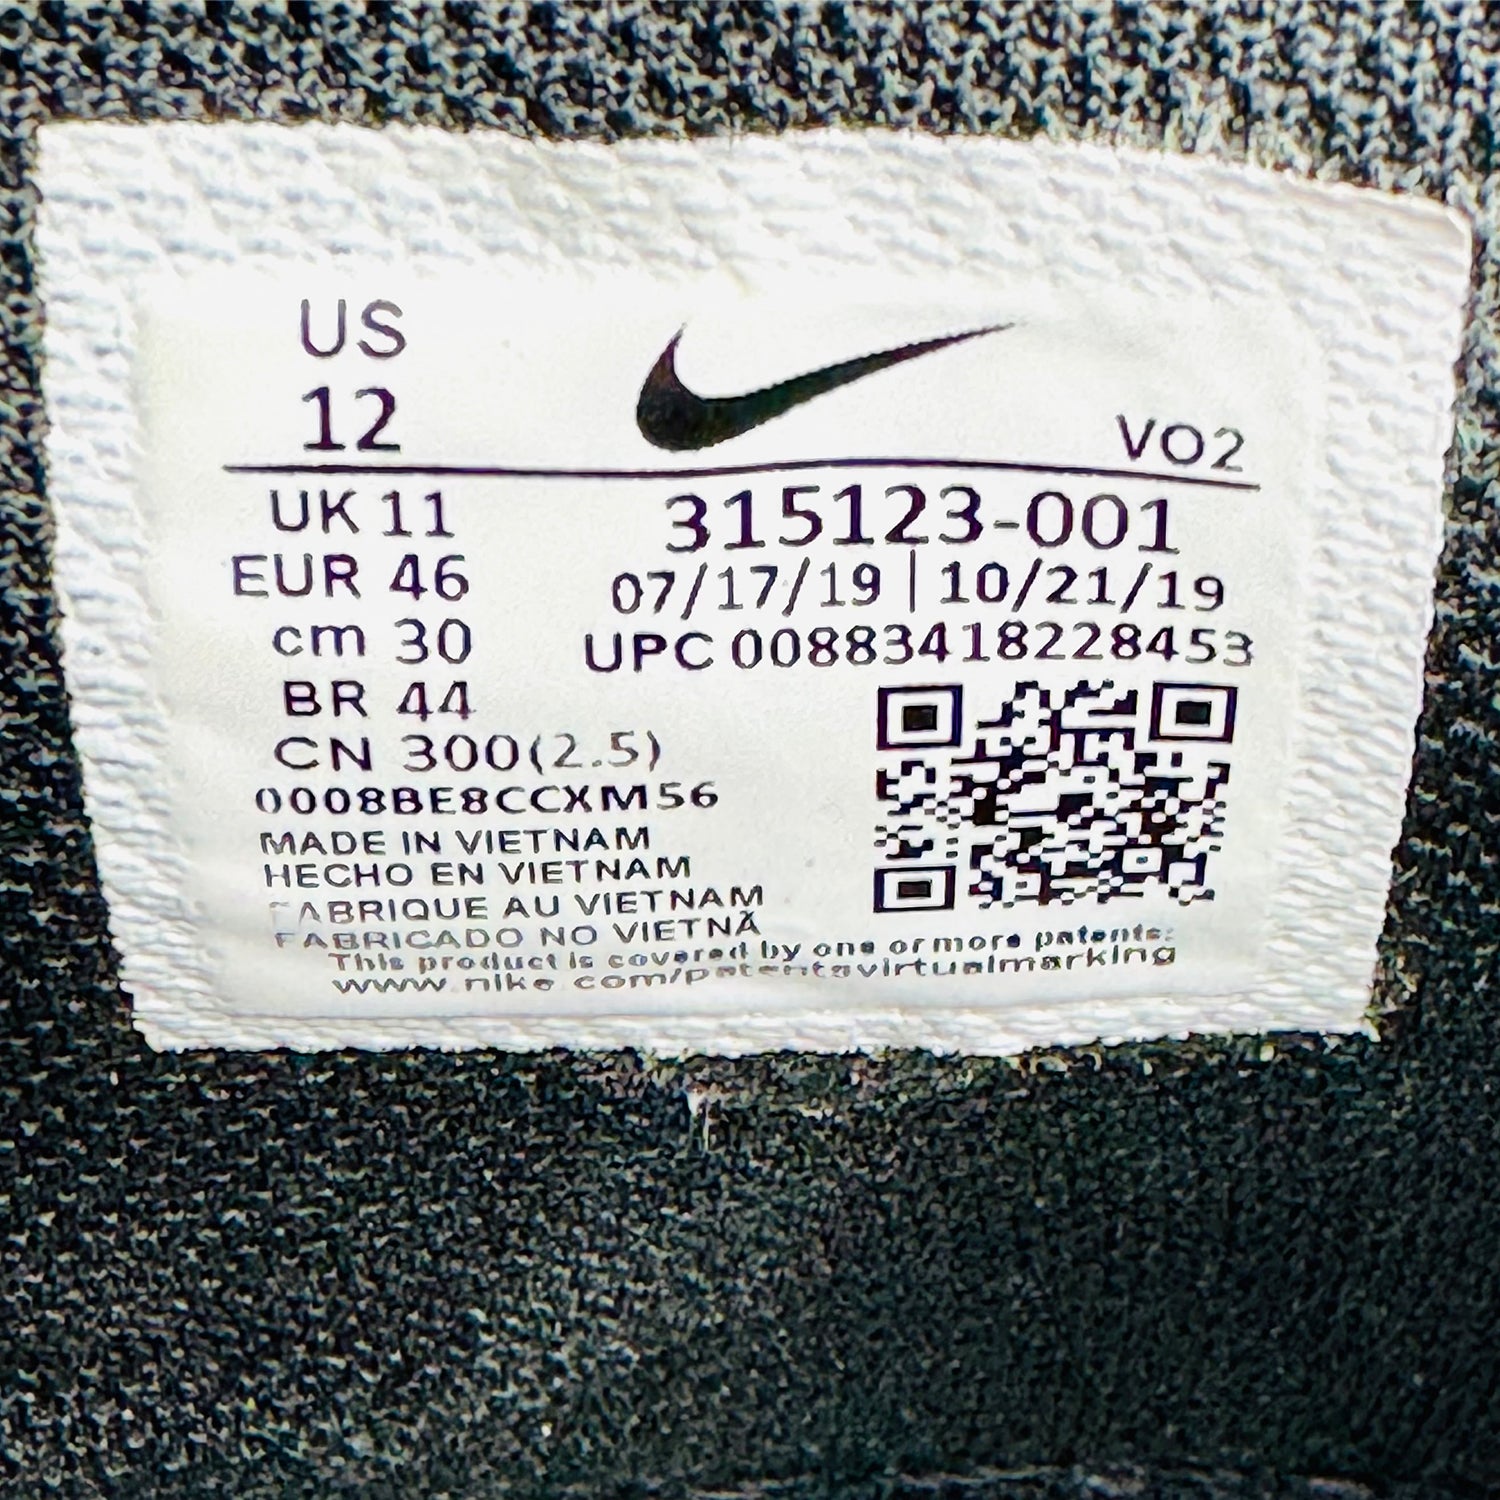 US
12
VO2
UK 11
EUR 46
cm 30
BR 44
CN 300(2.5)
315123-001
07/17/19 | 10/21/19
UPC 00883418228453
0008BE8CCXM56
MADE IN VIETNAM
HECHO EN VIETNAM
FABRIQUE AU VIETNAM
FABRICADO NO VIETNÃ
This product is covered by one or more patents:
www.nike.com/patentsvirtualmarking